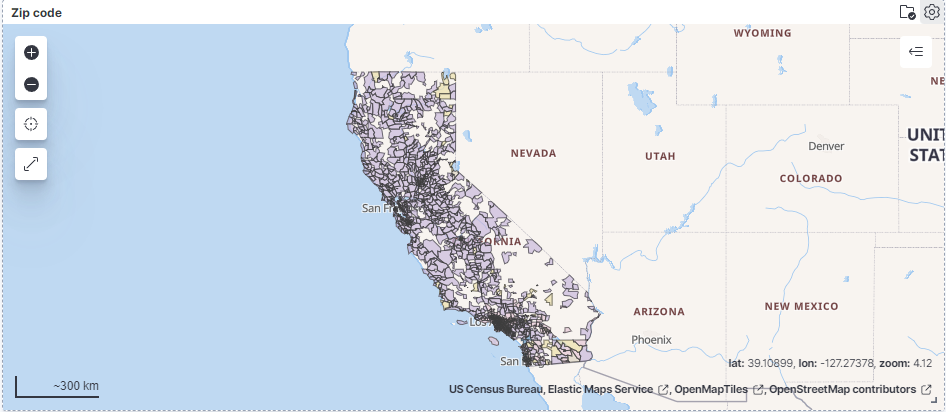 Zip code
WYOMING
NE
UNIT
STAT
NEVADA
UTAH
Denver
COLORADO
San Fr
ORNIA
ARIZONA
NEW MEXICO
Los
Phoenix
San
lat: 39.10899, lon: -127.27378, zoom: 4.12
~300 km
US Census Bureau, Elastic Maps Service, OpenMapTiles, OpenStreetMap contributors